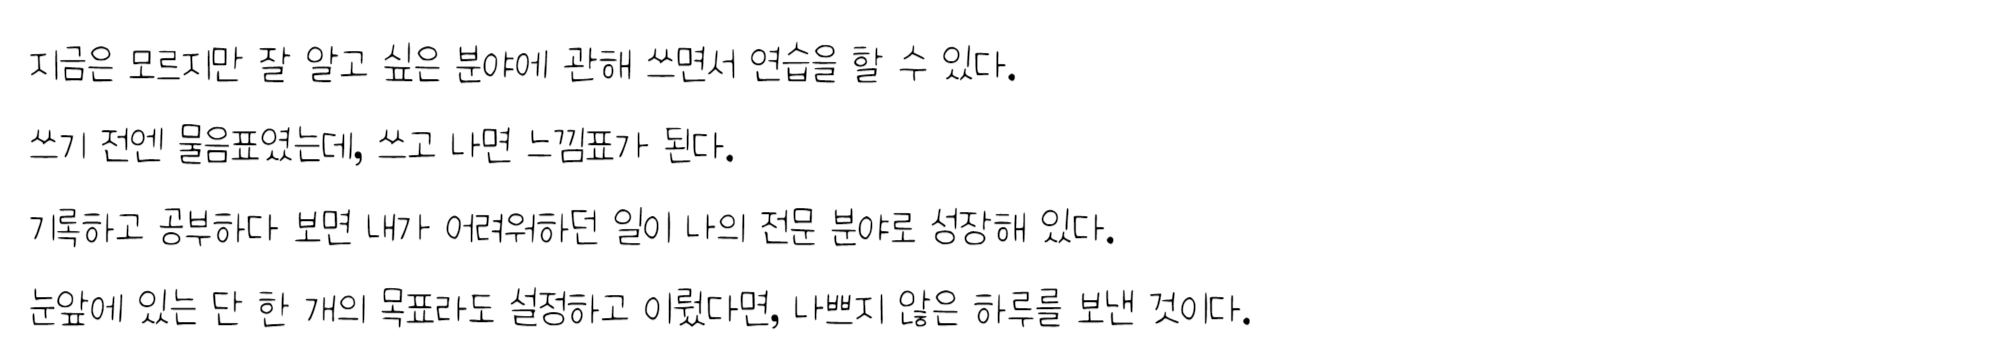 지금은 모르지만 잘 알고 싶은 분야에 관해 쓰면서 연습을 할 수 있다.
쓰기 전엔 물음표였는데, 쓰고 나면 느낌표가 된다.
기록하고 공부하다 보면 내가 어려워하던 일이 나의 전문 분야로 성장해 있다.
눈앞에 있는 단 한 개의 목표라도 설정하고 이뤘다면, 나쁘지 않은 하루를 보낸 것이다.